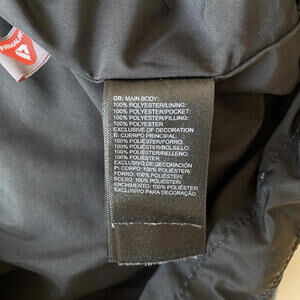 PRIMALOFT
GB: MAIN BODY:
100% POLYESTER/LINING:
100% POLYESTER/POCKET:
100% POLYESTER/FILLING:
100% POLYESTER
EXCLUSIVE OF DECORATION
E: CUERPO PRINCIPAL:
100% POLIÉSTER/FORRO:
100% POLIÉSTER/BOLSILLO:
100% POLIÉSTER/RELLENO:
100% POLIÉSTER
EXCLUSIVO DE DECORACIÓN
P: CORPO: 100% POLIÉSTER/
FORRO: 100% POLIÉSTER/
BOLSO: 100% POLIÉSTER/
ENCHIMENTO: 100% POLIÉSTER
EXCLUSIVO PARA DECORAÇÃO